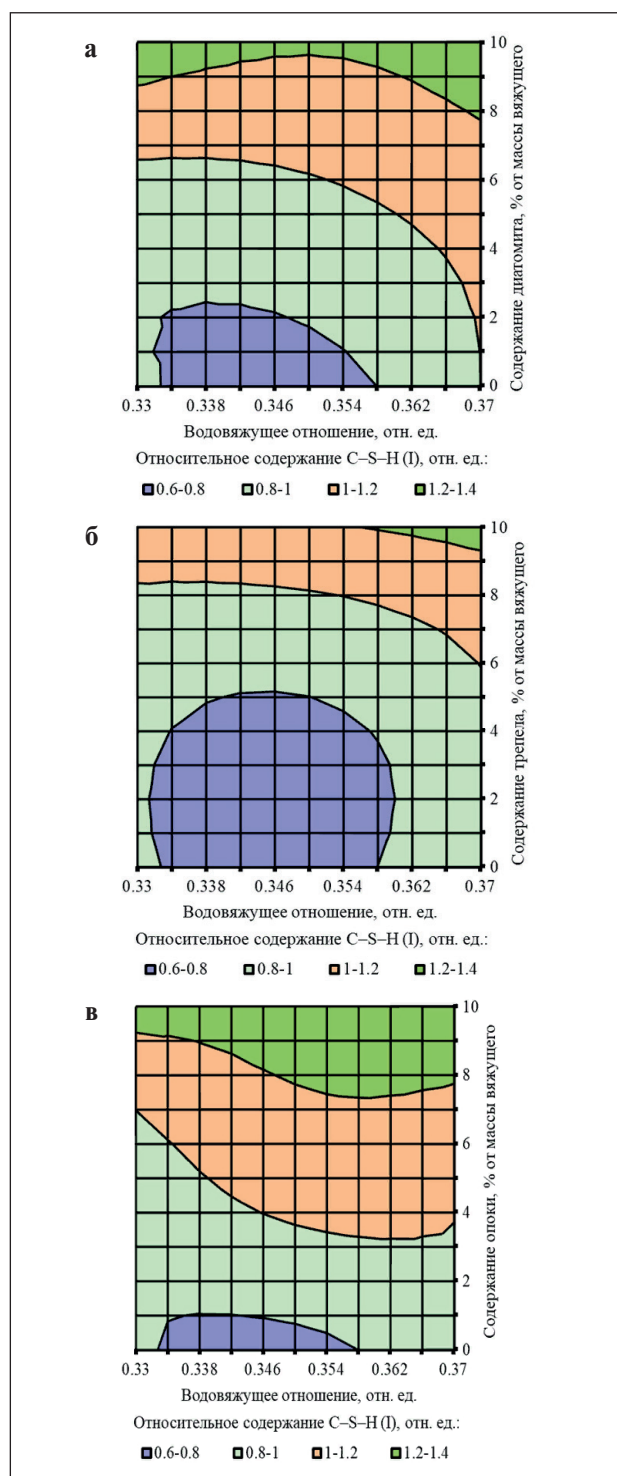 а
10
8
6
4
2
0
Содержание диатомита, % от массы вяжущего
0.33 0.338 0.346 0.354 0.362 0.37
Водовяжущее отношение, отн. ед.
Относительное содержание C–S–H (I), отн. ед.:
0.6-0.8 0.8-1 1-1.2 1.2-1.4
б
10
8
6
4
2
0
Содержание трепела, % от массы вяжущего
0.33 0.338 0.346 0.354 0.362 0.37
Водовяжущее отношение, отн. ед.
Относительное содержание C–S–H (I), отн. ед.:
0.6-0.8 0.8-1 1-1.2 1.2-1.4
в
10
8
6
4
2
0
Содержание опоки, % от массы вяжущего
0.33 0.338 0.346 0.354 0.362 0.37
Водовяжущее отношение, отн. ед.
Относительное содержание C–S–H (I), отн. ед.:
0.6-0.8 0.8-1 1-1.2 1.2-1.4